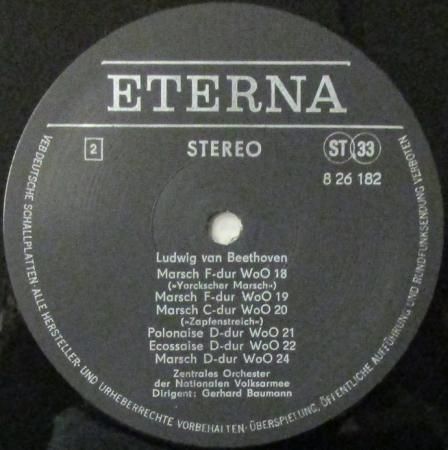 ETERNA
2
STEREO
ST 33
8 26 182
Ludwig van Beethoven
Marsch F-dur WoO 18
(»Yorckscher Marsch«)
Marsch F-dur WoO 19
Marsch C-dur WoO 20
(»Zapfenstreich«)
Polonaise D-dur WoO 21
Ecossaise D-dur WoO 22
Marsch D-dur WoO 24
Zentrales Orchester
der Nationalen Volksarmee
Dirigent: Gerhard Baumann
VEB DEUTSCHE SCHALLPLATTEN · ALLE HERSTELLER- UND URHEBERRECHTE VORBEHALTEN · ÜBERSPIELUNG, ÖFFENTLICHE AUFFÜHRUNG UND RUNDFUNKSENDUNG VERBOTEN